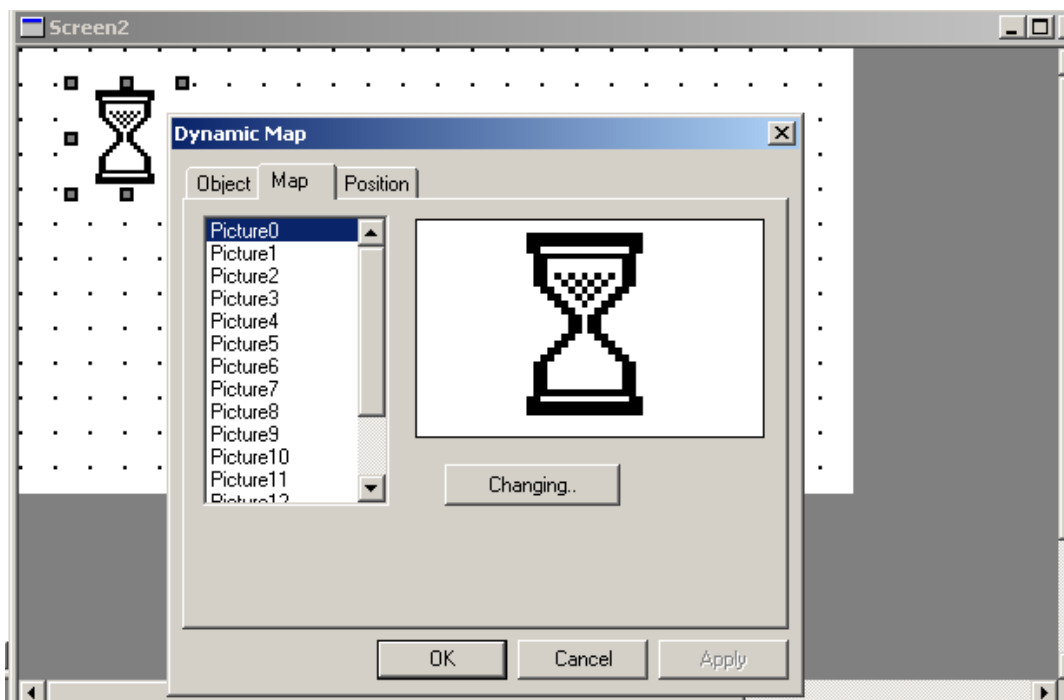 Screen2
Dynamic Map
Object Map Position
Picture0
Picture1
Picture2
Picture3
Picture4
Picture5
Picture6
Picture7
Picture8
Picture9
Picture10
Picture11
Picture12
Changing..
OK Cancel Apply